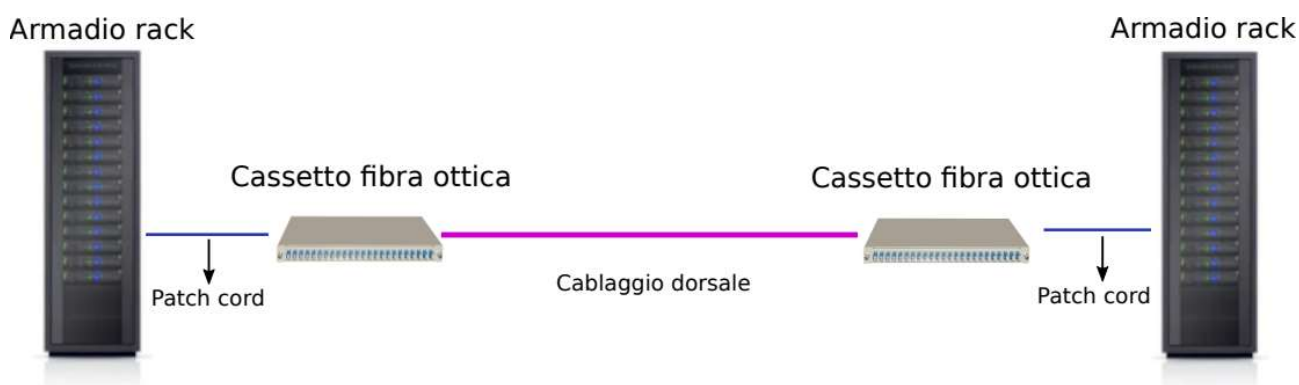 Armadio rack
Armadio rack
Cassetto fibra ottica
Cassetto fibra ottica
Patch cord
Cablaggio dorsale
Patch cord